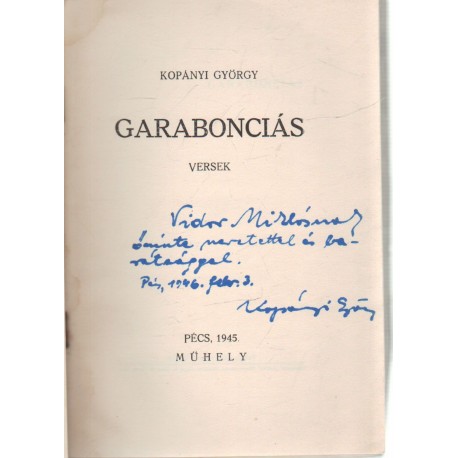 KOPÁNYI GYÖRGY
GARABONCIÁS
VERSEK
Vidor Miklósnak
őszinte szeretettel és ba-
rátsággal.
Pécs, 1946. febr. 3.
Kopányi György
PÉCS, 1945.
MŰHELY